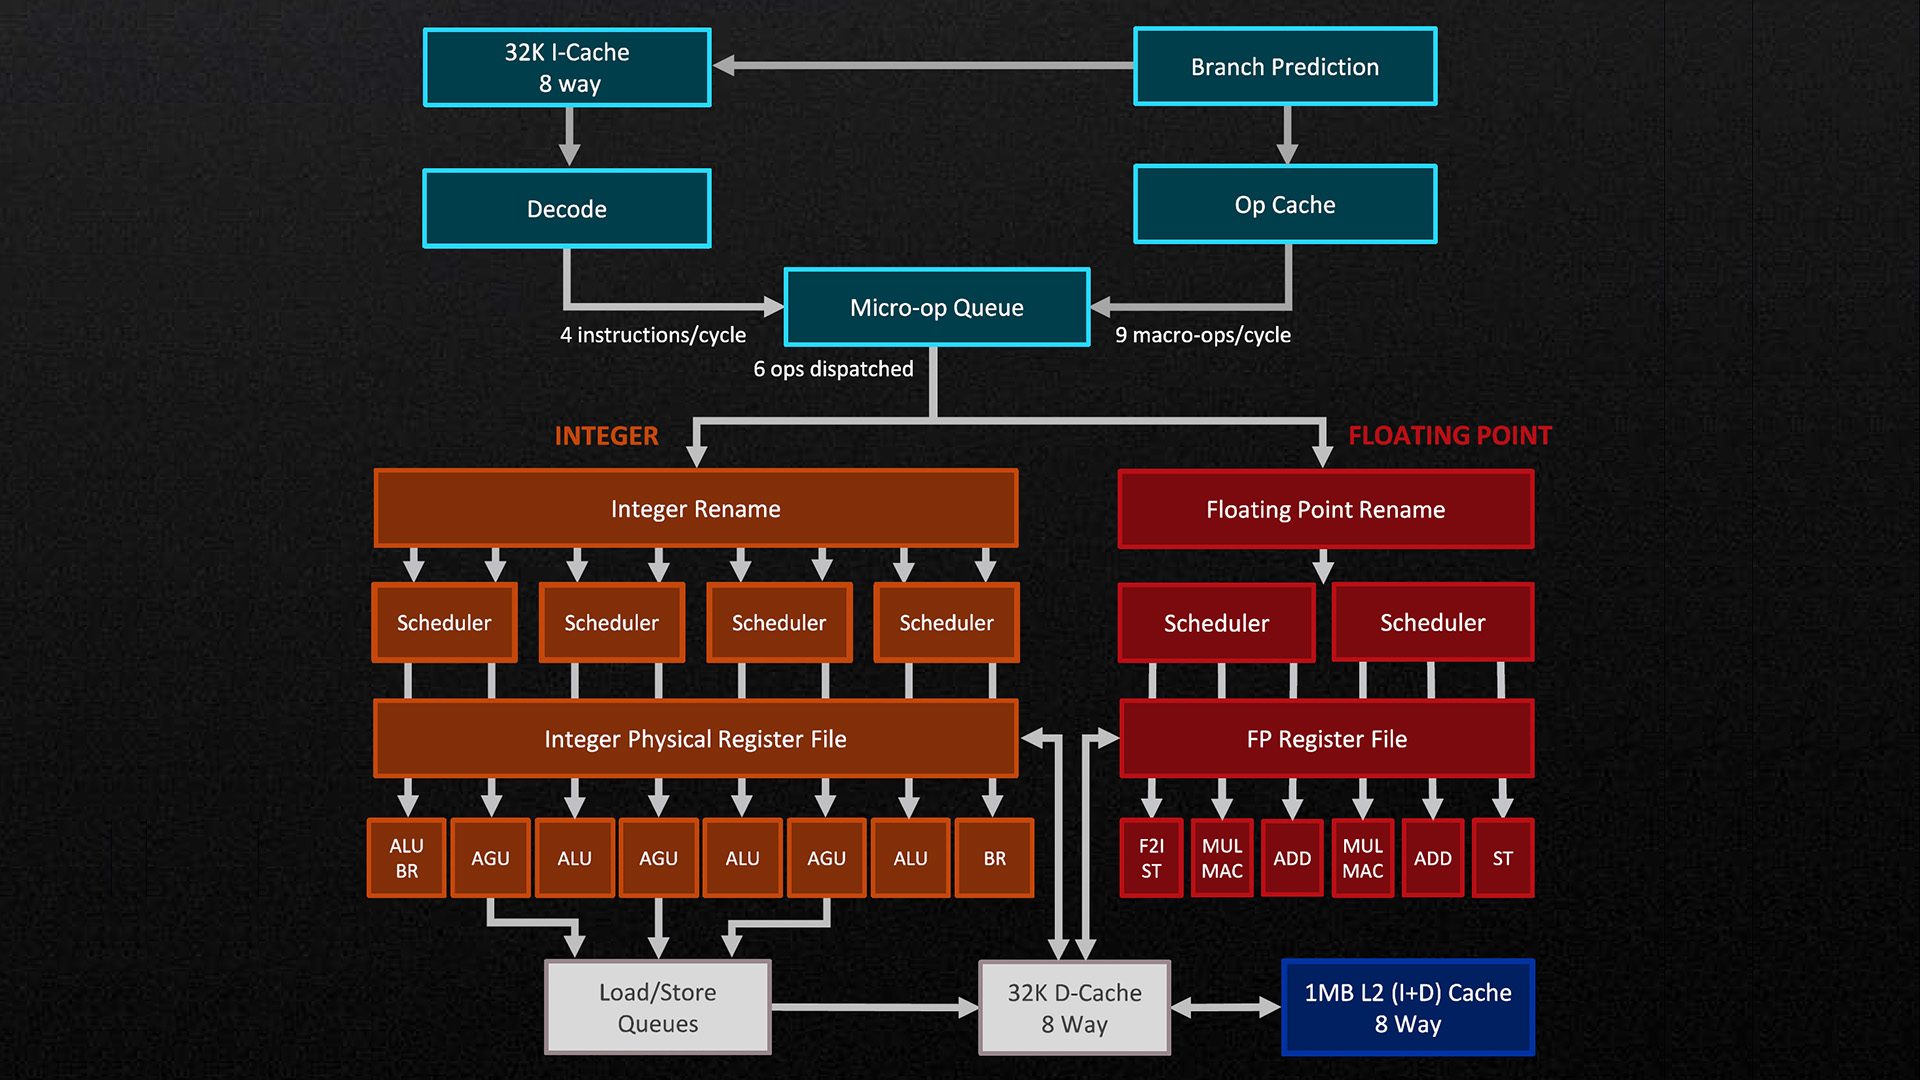 32K I-Cache
8 way
Branch Prediction
Decode
Op Cache
Micro-op Queue
4 instructions/cycle
9 macro-ops/cycle
6 ops dispatched
INTEGER
FLOATING POINT
Integer Rename
Floating Point Rename
Scheduler
Scheduler
Scheduler
Scheduler
Scheduler
Scheduler
Integer Physical Register File
FP Register File
ALU
BR
AGU
ALU
AGU
ALU
AGU
ALU
BR
F2I
ST
MUL
MAC
ADD
MUL
MAC
ADD
ST
Load/Store
Queues
32K D-Cache
8 Way
1MB L2 (I+D) Cache
8 Way